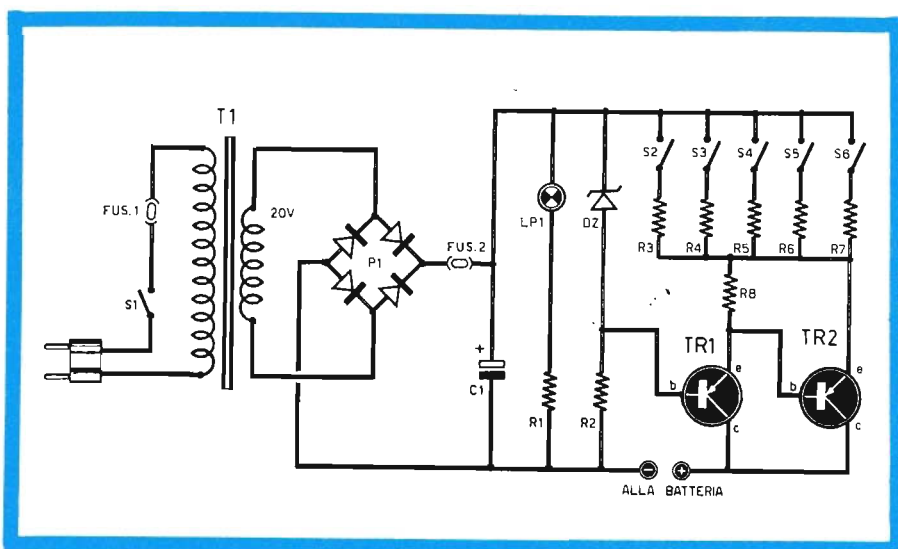 T1
FUS.1
S1
20V
P1
FUS.2
+
C1
LP1
R1
DZ
R2
S2
S3
S4
S5
S6
R3
R4
R5
R6
R7
R8
TR1
b
e
c
TR2
b
e
c
ALLA BATTERIA